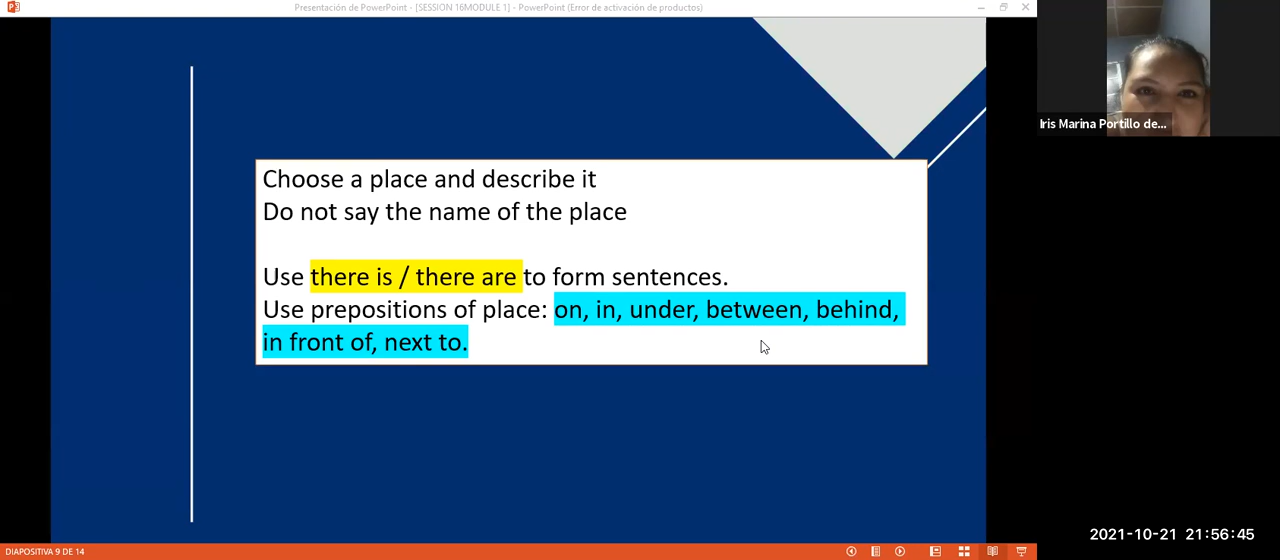 Presentación de PowerPoint - [SESSION 16MODULE 1] - PowerPoint (Error de activación de productos)
Choose a place and describe it
Do not say the name of the place
Use there is / there are to form sentences.
Use prepositions of place: on, in, under, between, behind,
in front of, next to.
Iris Marina Portillo de...
2021-10-21 21:56:45
DIAPOSITIVA 9 DE 14